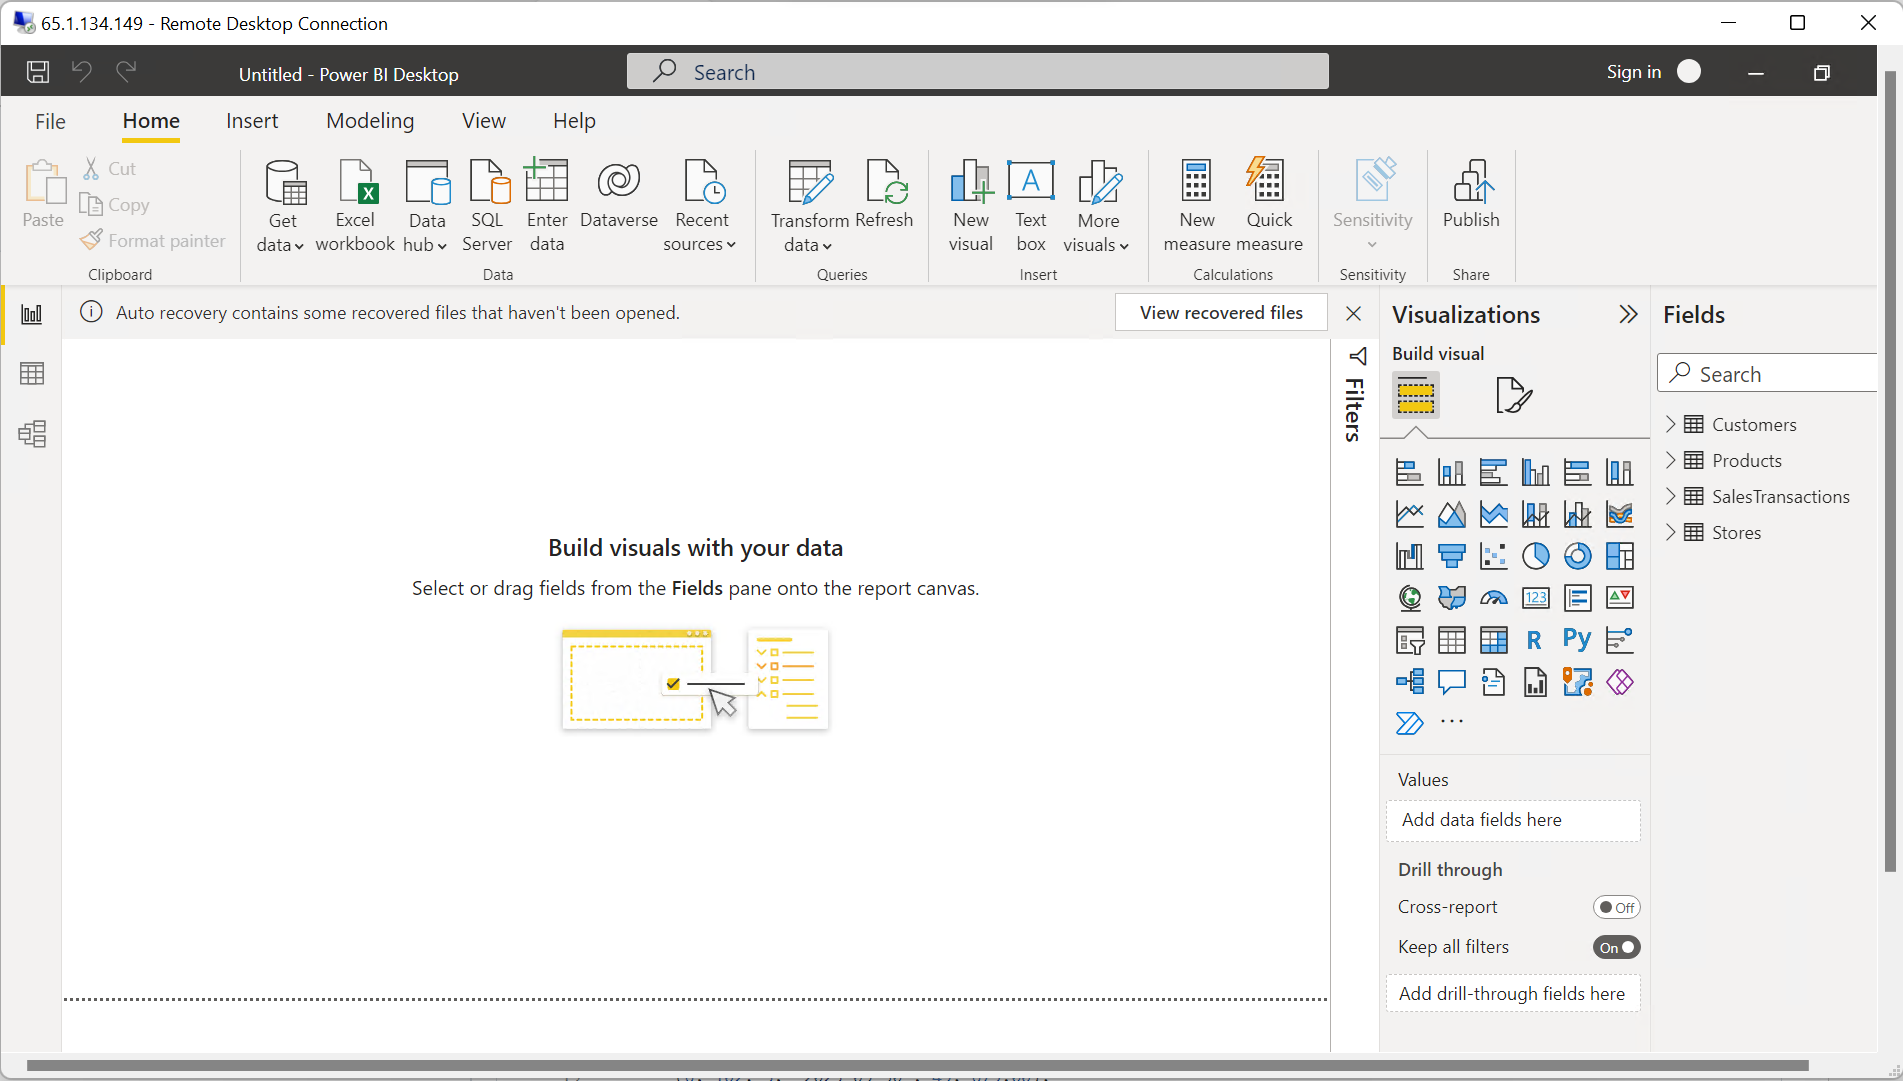 65.1.134.149 - Remote Desktop Connection
Untitled - Power BI Desktop
Search
Sign in
File
Home
Insert
Modeling
View
Help
Paste
Cut
Copy
Format painter
Clipboard
Get
data
Excel
workbook
Data
hub
SQL
Server
Enter
data
Dataverse
Recent
sources
Data
Transform
data
Refresh
Queries
New
visual
Text
box
More
visuals
Insert
New
measure
Quick
measure
Calculations
Sensitivity
Sensitivity
Publish
Share
Auto recovery contains some recovered files that haven't been opened.
View recovered files
Build visuals with your data
Select or drag fields from the Fields pane onto the report canvas.
Filters
Visualizations
Build visual
123
R
Py
...
Values
Add data fields here
Drill through
Cross-report
Off
Keep all filters
On
Add drill-through fields here
Fields
Search
Customers
Products
SalesTransactions
Stores